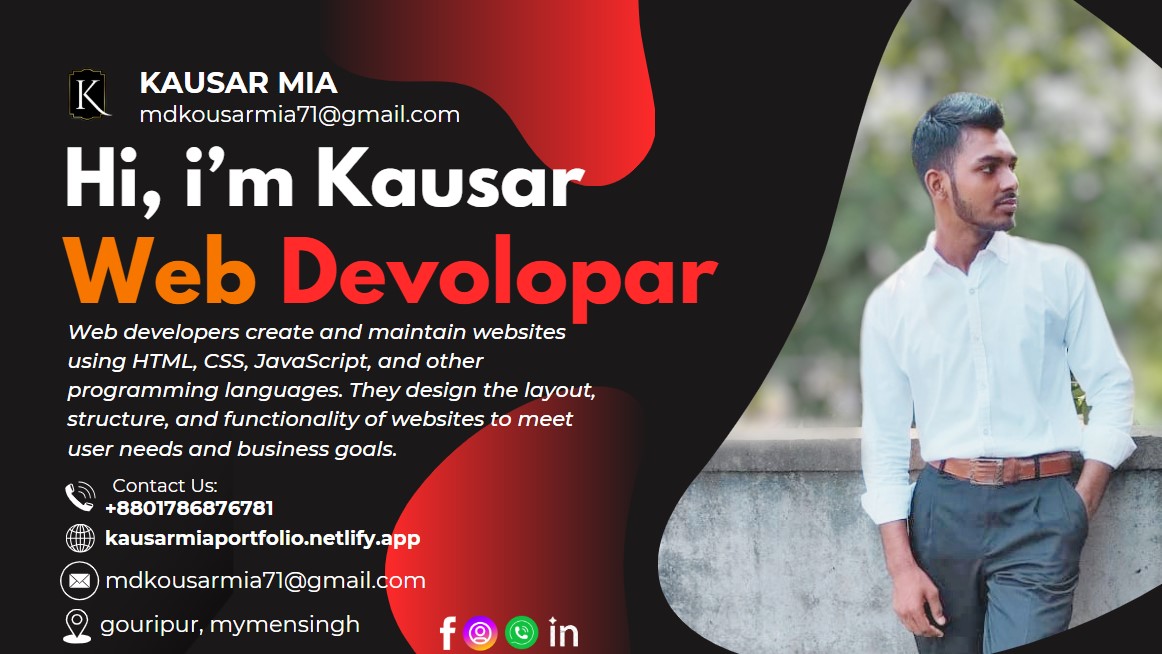 K
KAUSAR MIA
mdkousarmia71@gmail.com
Hi, i'm Kausar
Web Devolopar
Web developers create and maintain websites
using HTML, CSS, JavaScript, and other
programming languages. They design the layout,
structure, and functionality of websites to meet
user needs and business goals.
Contact Us:
+8801786876781
kausarmiaportfolio.netlify.app
mdkousarmia71@gmail.com
gouripur, mymensingh
f
in